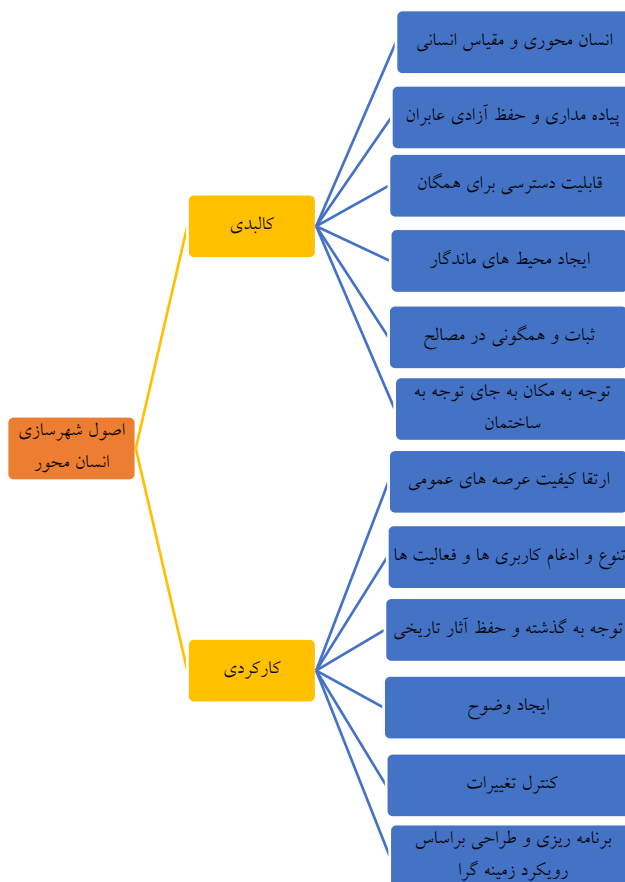 اصول شهرسازی
انسان محور
کالبدی
انسان محوری و مقیاس انسانی
پیاده مداری و حفظ آزادی عابران
قابلیت دسترسی برای همگان
ایجاد محیط های ماندگار
ثبات و همگونی در مصالح
توجه به مکان به جای توجه به
ساختمان
کارکردی
ارتقا کیفیت عرصه های عمومی
تنوع و ادغام کاربری ها و فعالیت ها
توجه به گذشته و حفظ آثار تاریخی
ایجاد وضوح
کنترل تغییرات
برنامه ریزی و طراحی براساس
رویکرد زمینه گرا